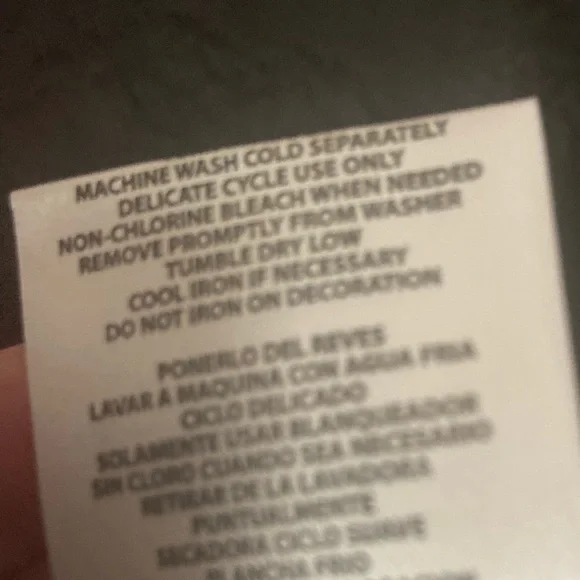 MACHINE WASH COLD SEPARATELY
DELICATE CYCLE USE ONLY
NON-CHLORINE BLEACH WHEN NEEDED
REMOVE PROMPTLY FROM WASHER
TUMBLE DRY LOW
COOL IRON IF NECESSARY
DO NOT IRON ON DECORATION
PONERLO DEL REVES
LAVAR A MAQUINA CON AGUA FRIA
CICLO DELICADO
SOLAMENTE USAR BLANQUEADOR
SIN CLORO CUANDO SEA NECESARIO
RETIRAR DE LA LAVADORA
PUNTUALMENTE
SECADORA CICLO SUAVE
PLANCHA FRIO